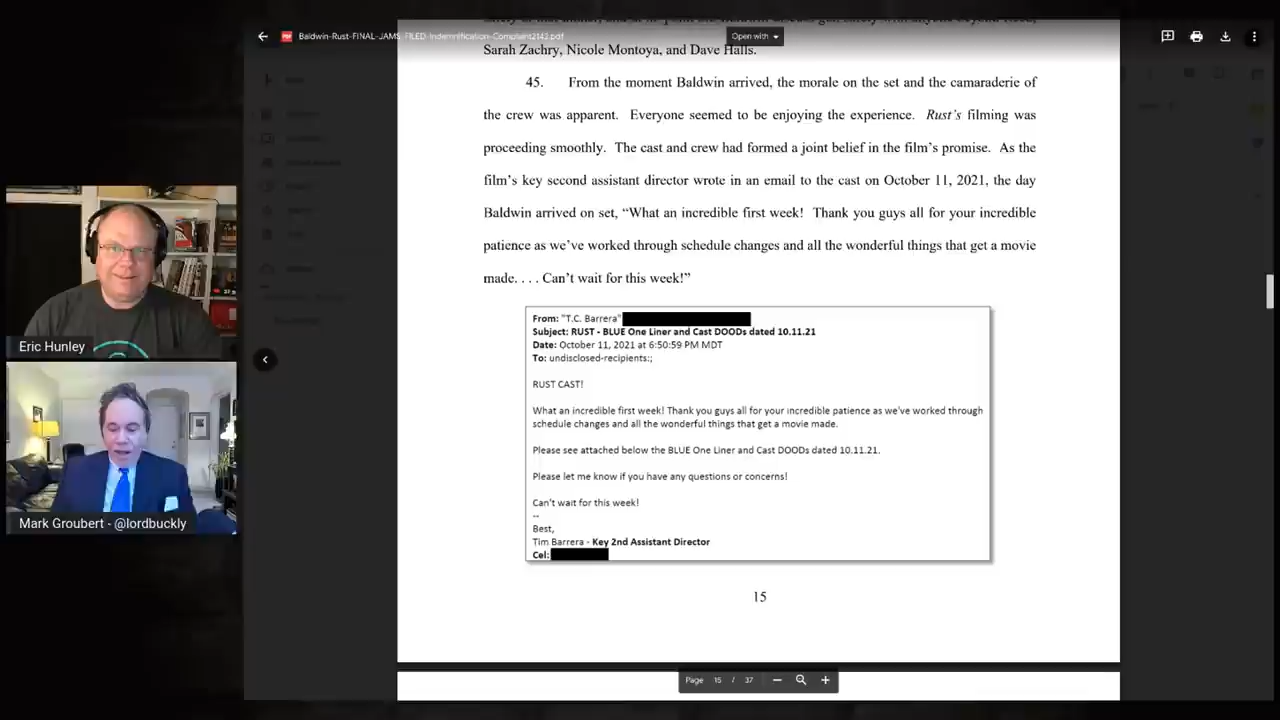 Baldwin-Rust-FINAL-JAMS FILED-Indemnification-Complaint2143.pdf
Open with
Sarah Zachry, Nicole Montoya, and Dave Halls.
45. From the moment Baldwin arrived, the morale on the set and the camaraderie of
the crew was apparent. Everyone seemed to be enjoying the experience. Rust's filming was
proceeding smoothly. The cast and crew had formed a joint belief in the film's promise. As the
film's key second assistant director wrote in an email to the cast on October 11, 2021, the day
Baldwin arrived on set, “What an incredible first week! Thank you guys all for your incredible
patience as we've worked through schedule changes and all the wonderful things that get a movie
made. . . . Can't wait for this week!”
From: "T.C. Barrera"
Subject: RUST - BLUE One Liner and Cast DOODs dated 10.11.21
Date: October 11, 2021 at 6:50:59 PM MDT
To: undisclosed-recipients:;
RUST CAST!
What an incredible first week! Thank you guys all for your incredible patience as we've worked through
schedule changes and all the wonderful things that get a movie made.
Please see attached below the BLUE One Liner and Cast DOODs dated 10.11.21.
Please let me know if you have any questions or concerns!
Can't wait for this week!
--
Best,
Tim Barrera - Key 2nd Assistant Director
Cel:
15
Page 15 / 37
Eric Hunley
Mark Groubert - @lordbuckly